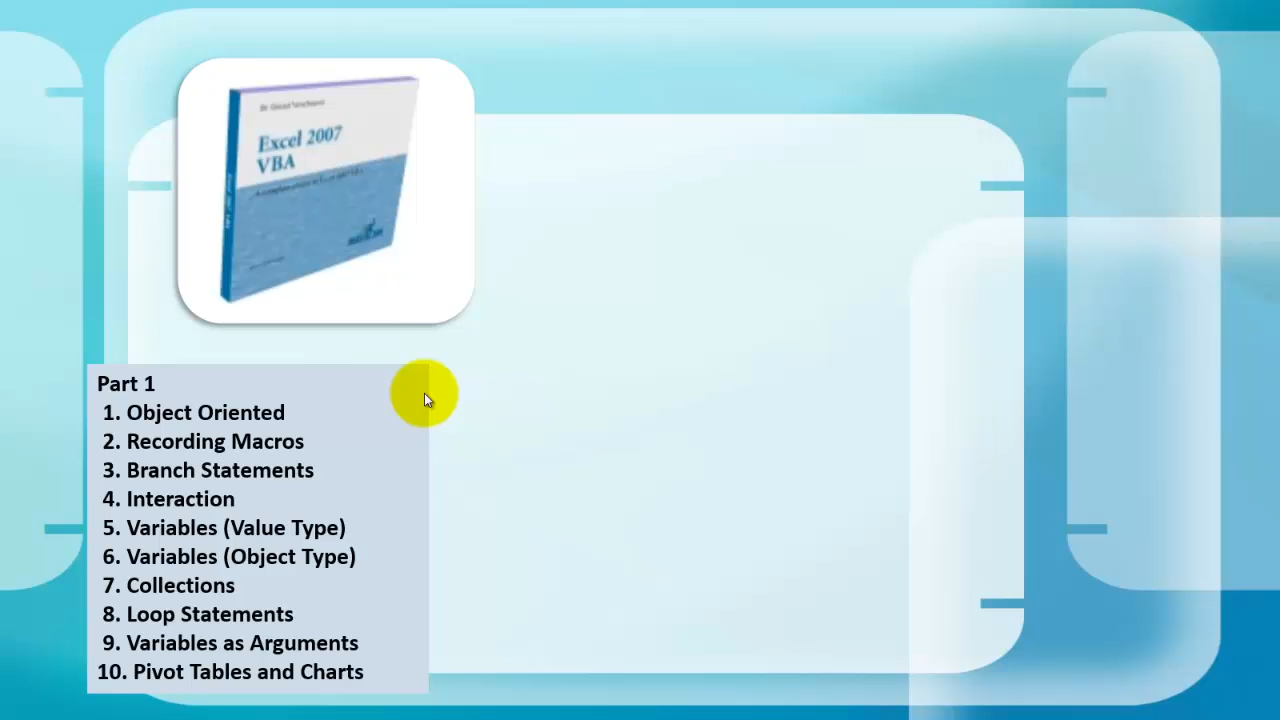 Excel 2007
VBA
Part 1
1. Object Oriented
2. Recording Macros
3. Branch Statements
4. Interaction
5. Variables (Value Type)
6. Variables (Object Type)
7. Collections
8. Loop Statements
9. Variables as Arguments
10. Pivot Tables and Charts